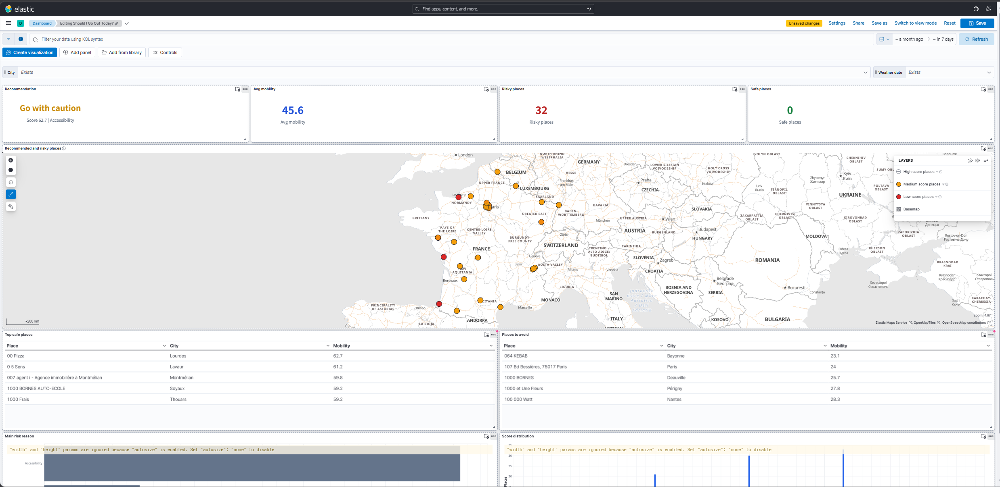 elastic
Find apps, content, and more.
^/
D
Dashboard
Editing Should I Go Out Today?
Unsaved changes
Settings
Share
Save as
Switch to view mode
Reset
Save
Filter your data using KQL syntax
~ a month ago → ~ in 7 days
Refresh
Create visualization
Add panel
Add from library
Controls
City
Exists
Weather date
Exists
Recommendation
Go with caution
Score 62.7 | Accessibility
Avg mobility
45.6
Avg mobility
Risky places
32
Risky places
Safe places
0
Safe places
Recommended and risky places
London
NORTH RHINE-
WESTPHALIA
GERMANY
Dresden
LOWER SILESIAN
VOIVODESHIP
HOLY CROSS
VOIVODESHIP
VOLYN OBLAST
CHERNIHIV
OBLAST
Воронеж
BELGIUM
HESSE
Praha
Kraków
Zhytomyr
Житомир
Kyiv
Київ
SUMY OBL
UPPER FRANCE
LUXEMBOURG
Frankfurt
am Main
CZECHIA
Lviv
Львів
TERNOPIL
OBLAST
POLTAVA
OBLAST
UKRAINE
NORMANDY
aris
SAARLAND
GREATER EAST
BADEN-
WÜRTTEMBERG
BAVARIA
SLOVAKIA
VINNYTSYA
OBLAST
BRITTANY
München
UPPER AUSTRIA
Wien
ZAKARPATTIA
OBLAST
CHERNIVTSI
OBLAST
KIROVOHRAD
OBLAST
Донецьк
PAYS OF
THE LOIRE
CENTRE-LOIRE
VALLEY
BURGUNDY-
FREE COUNTY
Zürich
AUSTRIA
BURGENLAND
Budapest
HUNGARY
MOLDOVA
ZAPORIZHIA
OBLAST
Rostov-on-Don
Ростов-на-Дону
FRANCE
SWITZERLAND
TRENTINO -
ALTO ADIGE/
SÜDTIROL
CARINTHIA
Odesa
Одеса
KHERSON
OBLAST
Genève
Lyon
AOSTA VALLEY
Milano
Venezia
SLOVENIA
Zagreb
CROATIA
ROMANIA
KRASNODAR
KRAI
NEW
AQUITANIA
Bordeaux
Belgrade
Београд
Krasnodar
Краснодар
Stavropol
Ставрополь
Sevastopol
Севастополь
LIGURIA
SAN
MARINO
Jadransko
more / Mare
Adriatico
/ Deti
Adriatik
BOSNIA AND
HERZEGOVINA
SERBIA
București
Constanța
CITANIA
MONACO
Marseille
PRINCIPALITY
OF ASTURIAS
Bilbao
Sochi
Сочи
KARACHAY-
CHERKESIA
ANDORRA
LA RIOJA
Vigo
ITALY
KOSOVO
BULGARIA
LAYERS
High score places
Medium score places
Low score places
Basemap
~200 km
zoom: 4.87
Elastic Maps Service, OpenMapTiles, OpenStreetMap contributors
Top safe places
Place City Mobility
00 Pizza Lourdes 62.7
0 5 Sens Lavaur 61.2
007 agent i - Agence immobilière à Montmélian Montmélian 59.8
1000 BORNES AUTO-ECOLE Soyaux 59.2
1000 Frais Thouars 59.2
Places to avoid
Place City Mobility
064 KEBAB Bayonne 23.1
107 Bd Bessières, 75017 Paris Paris 24
1000 BORNES Deauville 25.7
1000 et Une Fleurs Périgny 27.8
100 000 Watt Nantes 28.3
Main risk reason
"width" and "height" params are ignored because "autosize" is enabled. Set "autosize": "none" to disable
Accessibility
Score distribution
"width" and "height" params are ignored because "autosize" is enabled. Set "autosize": "none" to disable
30
25
20
Places